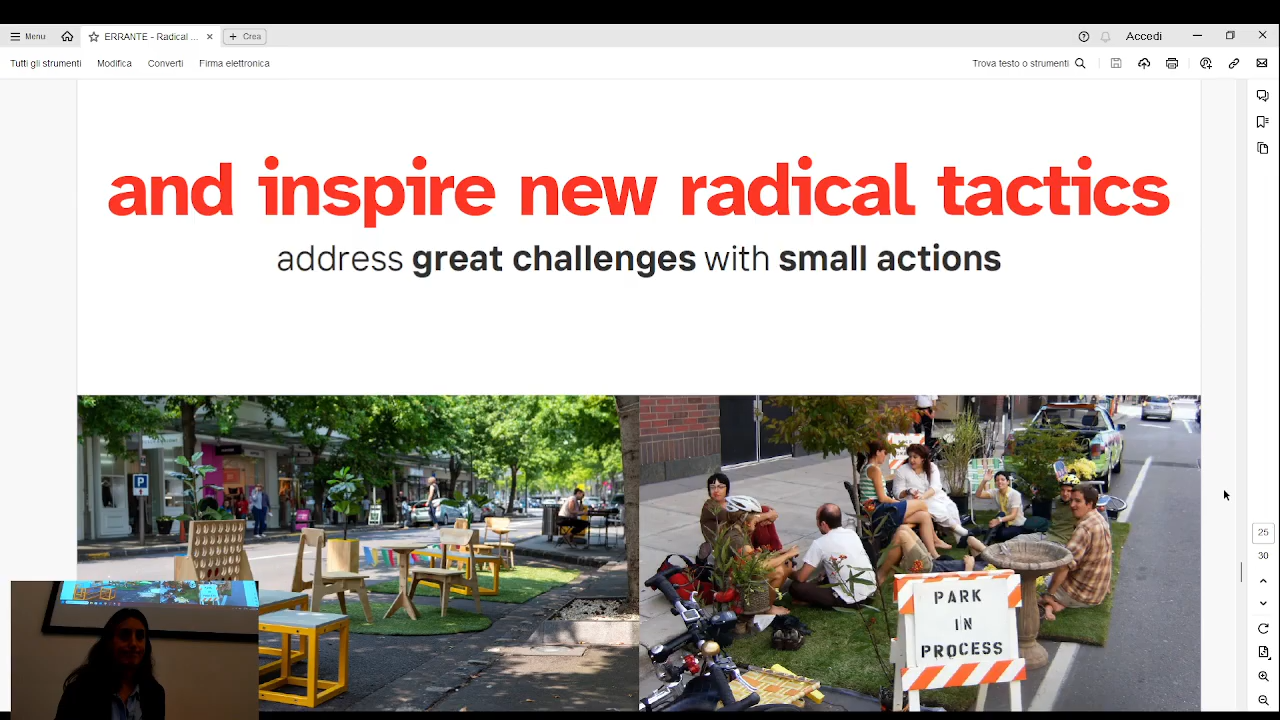 Menu
ERRANTE - Radical ...
Crea
Accedi
Tutti gli strumenti
Modifica
Converti
Firma elettronica
Trova testo o strumenti
and inspire new radical tactics
address great challenges with small actions
P
PARK
IN
PROCESS
25
30